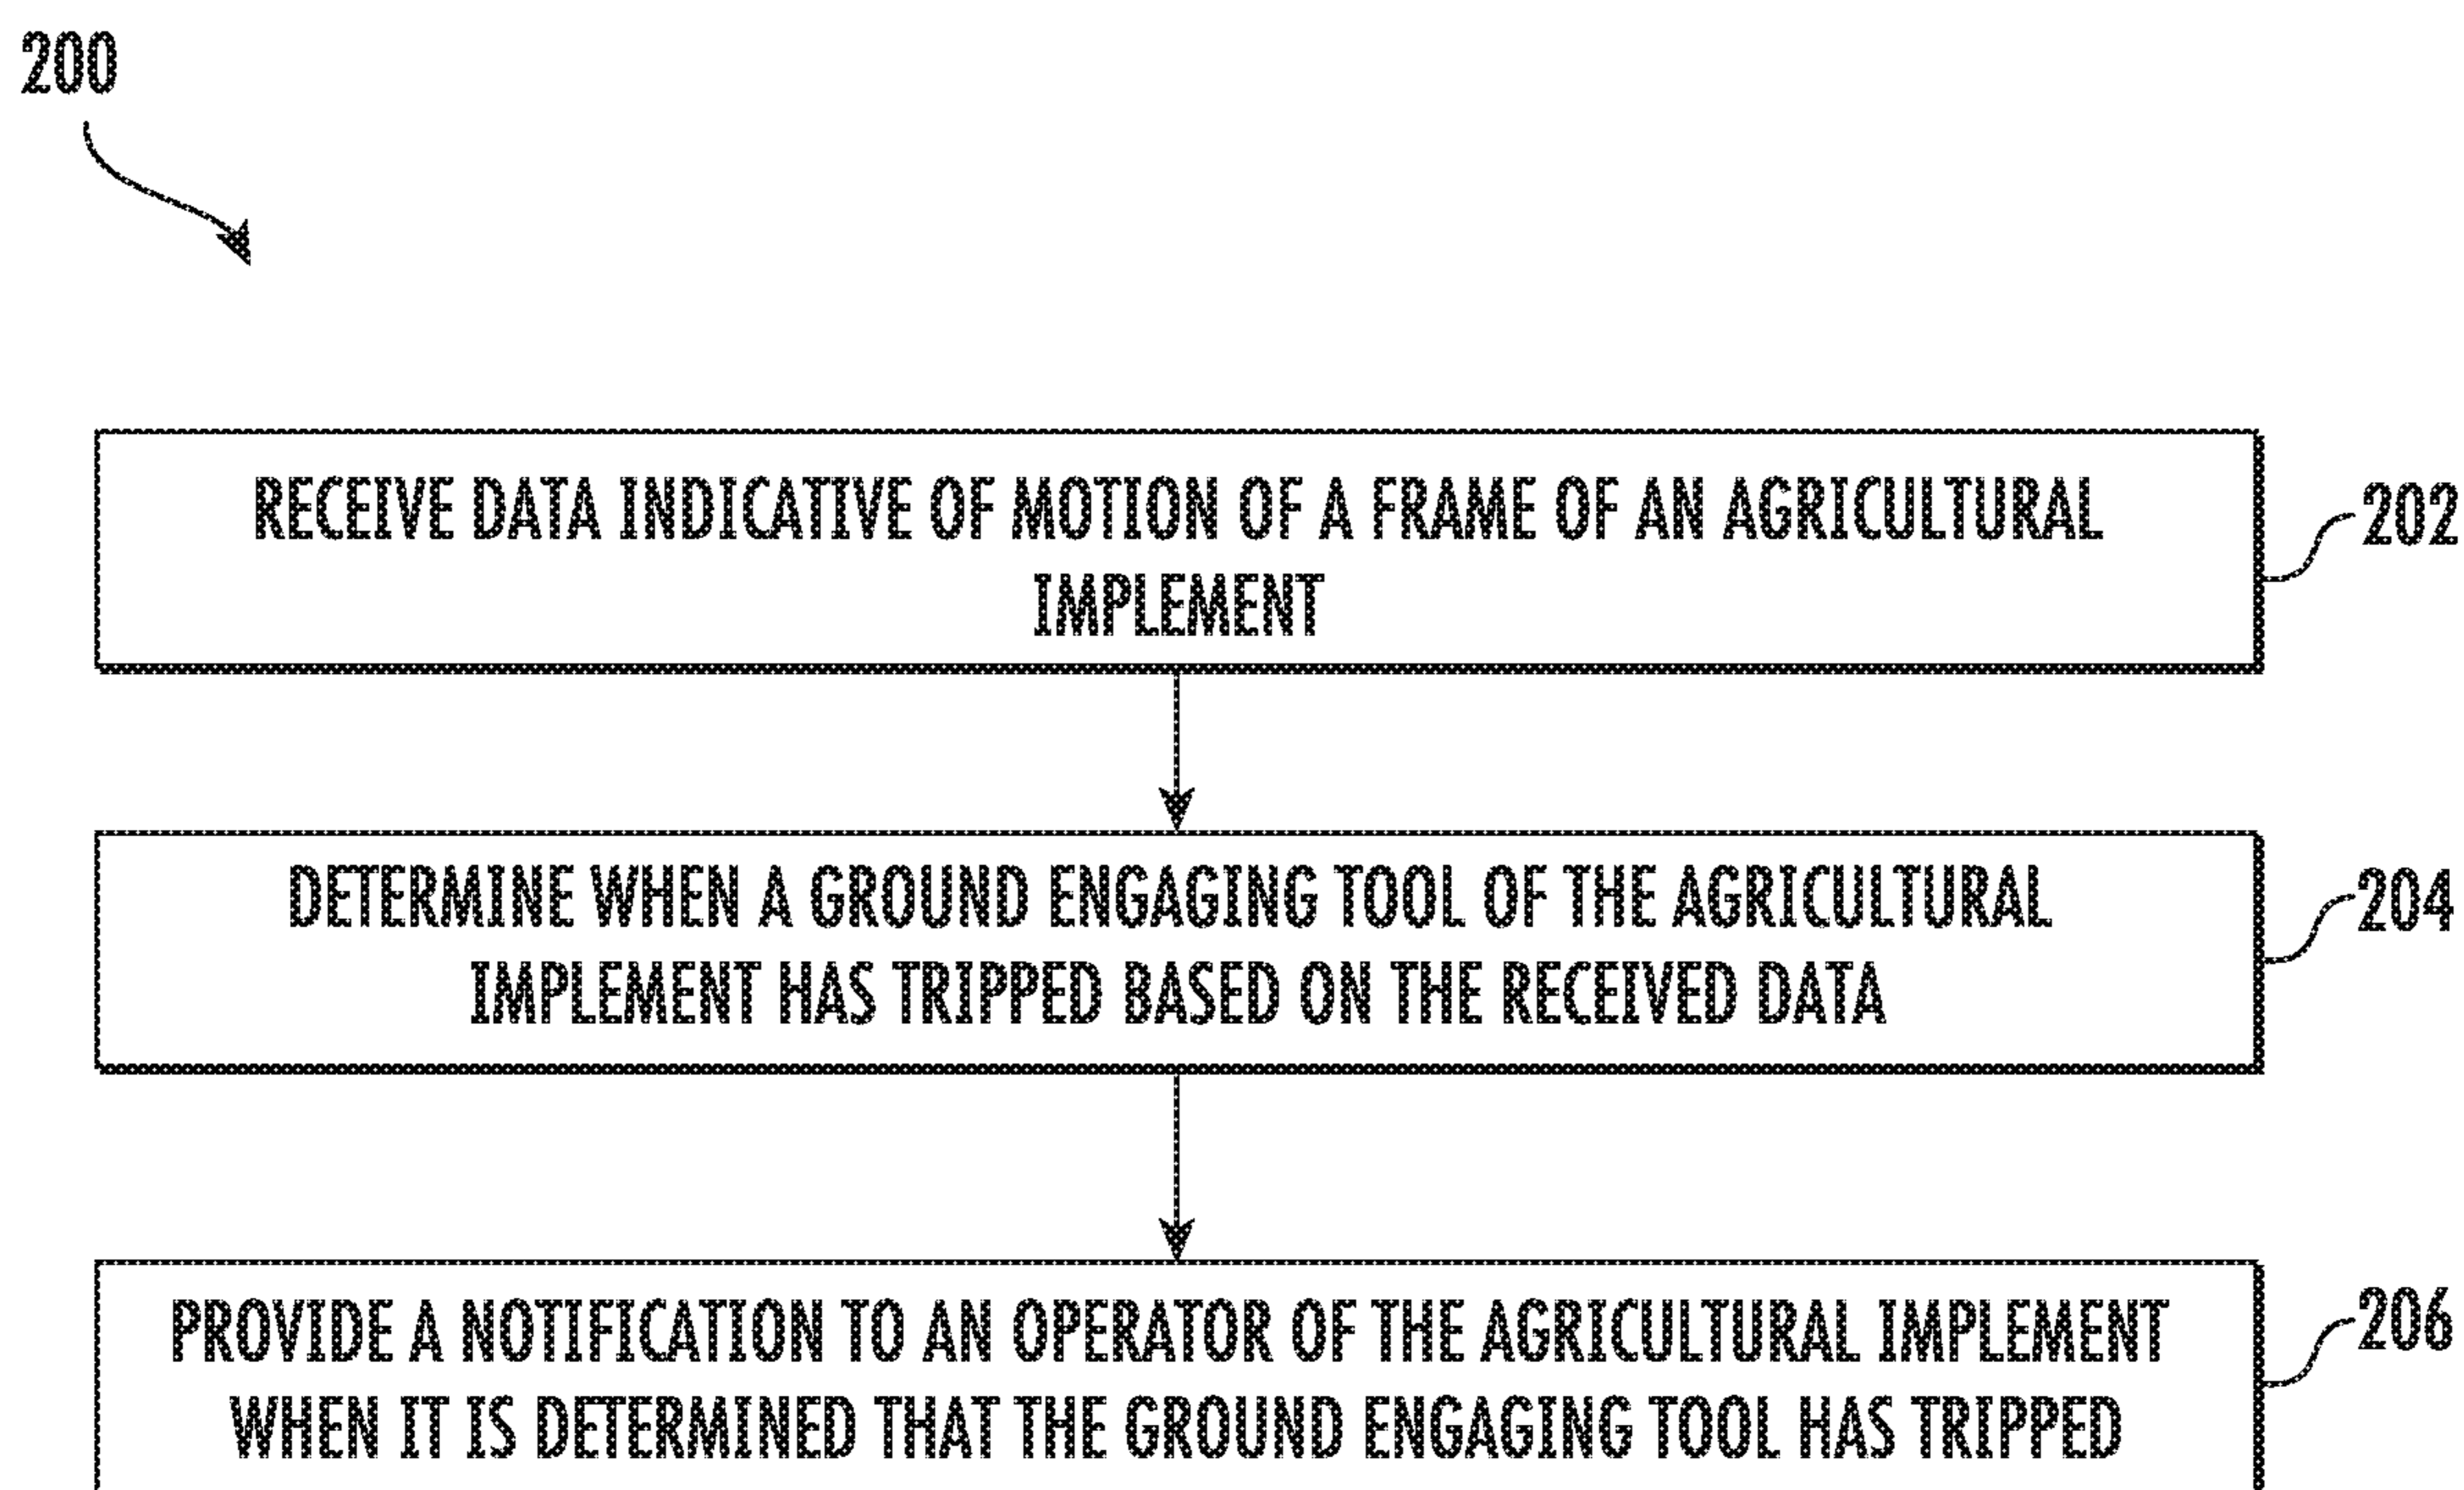 200
RECEIVE DATA INDICATIVE OF MOTION OF A FRAME OF AN AGRICULTURAL
IMPLEMENT
202
DETERMINE WHEN A GROUND ENGAGING TOOL OF THE AGRICULTURAL
IMPLEMENT HAS TRIPPED BASED ON THE RECEIVED DATA
204
PROVIDE A NOTIFICATION TO AN OPERATOR OF THE AGRICULTURAL IMPLEMENT
WHEN IT IS DETERMINED THAT THE GROUND ENGAGING TOOL HAS TRIPPED
206